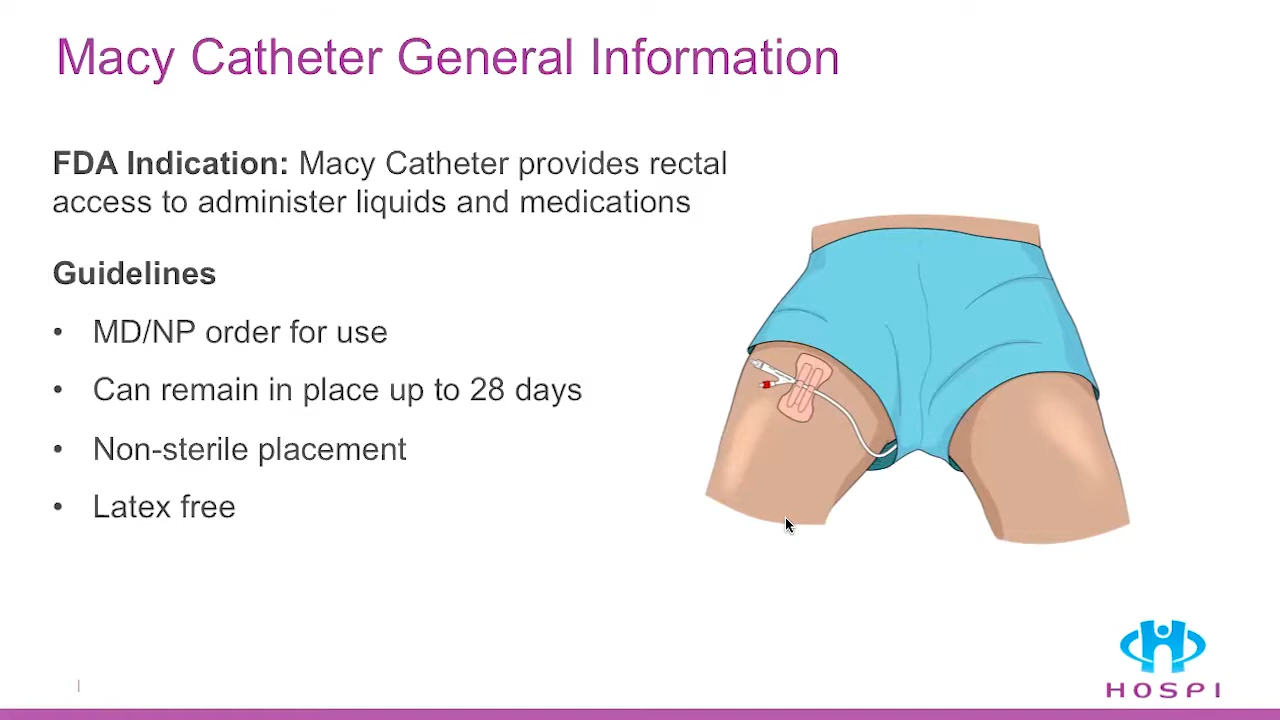 Macy Catheter General Information
FDA Indication: Macy Catheter provides rectal
access to administer liquids and medications
Guidelines
• MD/NP order for use
• Can remain in place up to 28 days
• Non-sterile placement
• Latex free
HOSPI